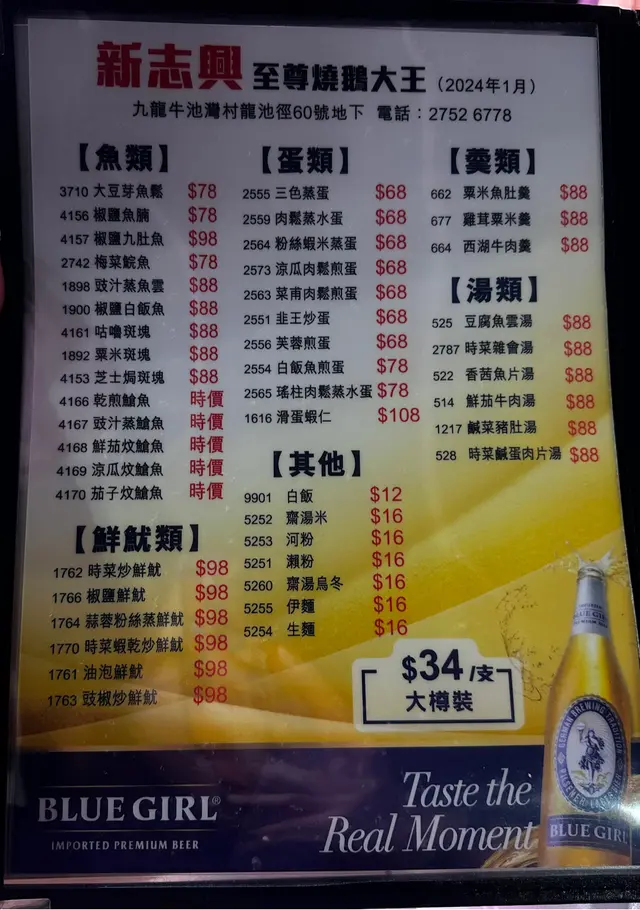 新志興 至尊燒鵝大王 (2024年1月)
九龍牛池灣村龍池徑60號地下 電話：2752 6778
【魚類】
3710 大豆芽魚鬆 $78
4156 椒鹽魚腩 $78
4157 椒鹽九肚魚 $98
2742 梅菜鯇魚 $78
1898 豉汁蒸魚雲 $88
1900 椒鹽白飯魚 $88
4161 咕嚕斑塊 $88
1892 粟米斑塊 $88
4153 芝士焗斑塊 $88
4166 乾煎鱠魚 時價
4167 豉汁蒸鱠魚 時價
4168 鮮茄炆鱠魚 時價
4169 涼瓜炆鱠魚 時價
4170 茄子炆鱠魚 時價
【鮮魷類】
1762 時菜炒鮮魷 $98
1766 椒鹽鮮魷 $98
1764 蒜蓉粉絲蒸鮮魷 $98
1770 時菜蝦乾炒鮮魷 $98
1761 油泡鮮魷 $98
1763 豉椒炒鮮魷 $98
【蛋類】
2555 三色蒸蛋 $68
2559 肉鬆蒸水蛋 $68
2564 粉絲蝦米蒸蛋 $68
2573 涼瓜肉鬆煎蛋 $68
2563 菜甫肉鬆煎蛋 $68
2551 韭王炒蛋 $68
2556 芙蓉煎蛋 $68
2554 白飯魚煎蛋 $78
2565 瑤柱肉鬆蒸水蛋 $78
1616 滑蛋蝦仁 $108
【其他】
9901 白飯 $12
5252 齋湯米 $16
5253 河粉 $16
5251 瀨粉 $16
5260 齋湯烏冬 $16
5255 伊麵 $16
5254 生麵 $16
【羹類】
662 粟米魚肚羹 $88
677 雞茸粟米羹 $88
664 西湖牛肉羹 $88
【湯類】
525 豆腐魚雲湯 $88
2787 時菜雜會湯 $88
522 香茜魚片湯 $88
514 鮮茄牛肉湯 $88
1217 鹹菜豬肚湯 $88
528 時菜鹹蛋肉片湯 $88
$34/支
大樽裝
BLUE GIRL®
IMPORTED PREMIUM BEER
Taste the
Real Moment
BLUE GIRL